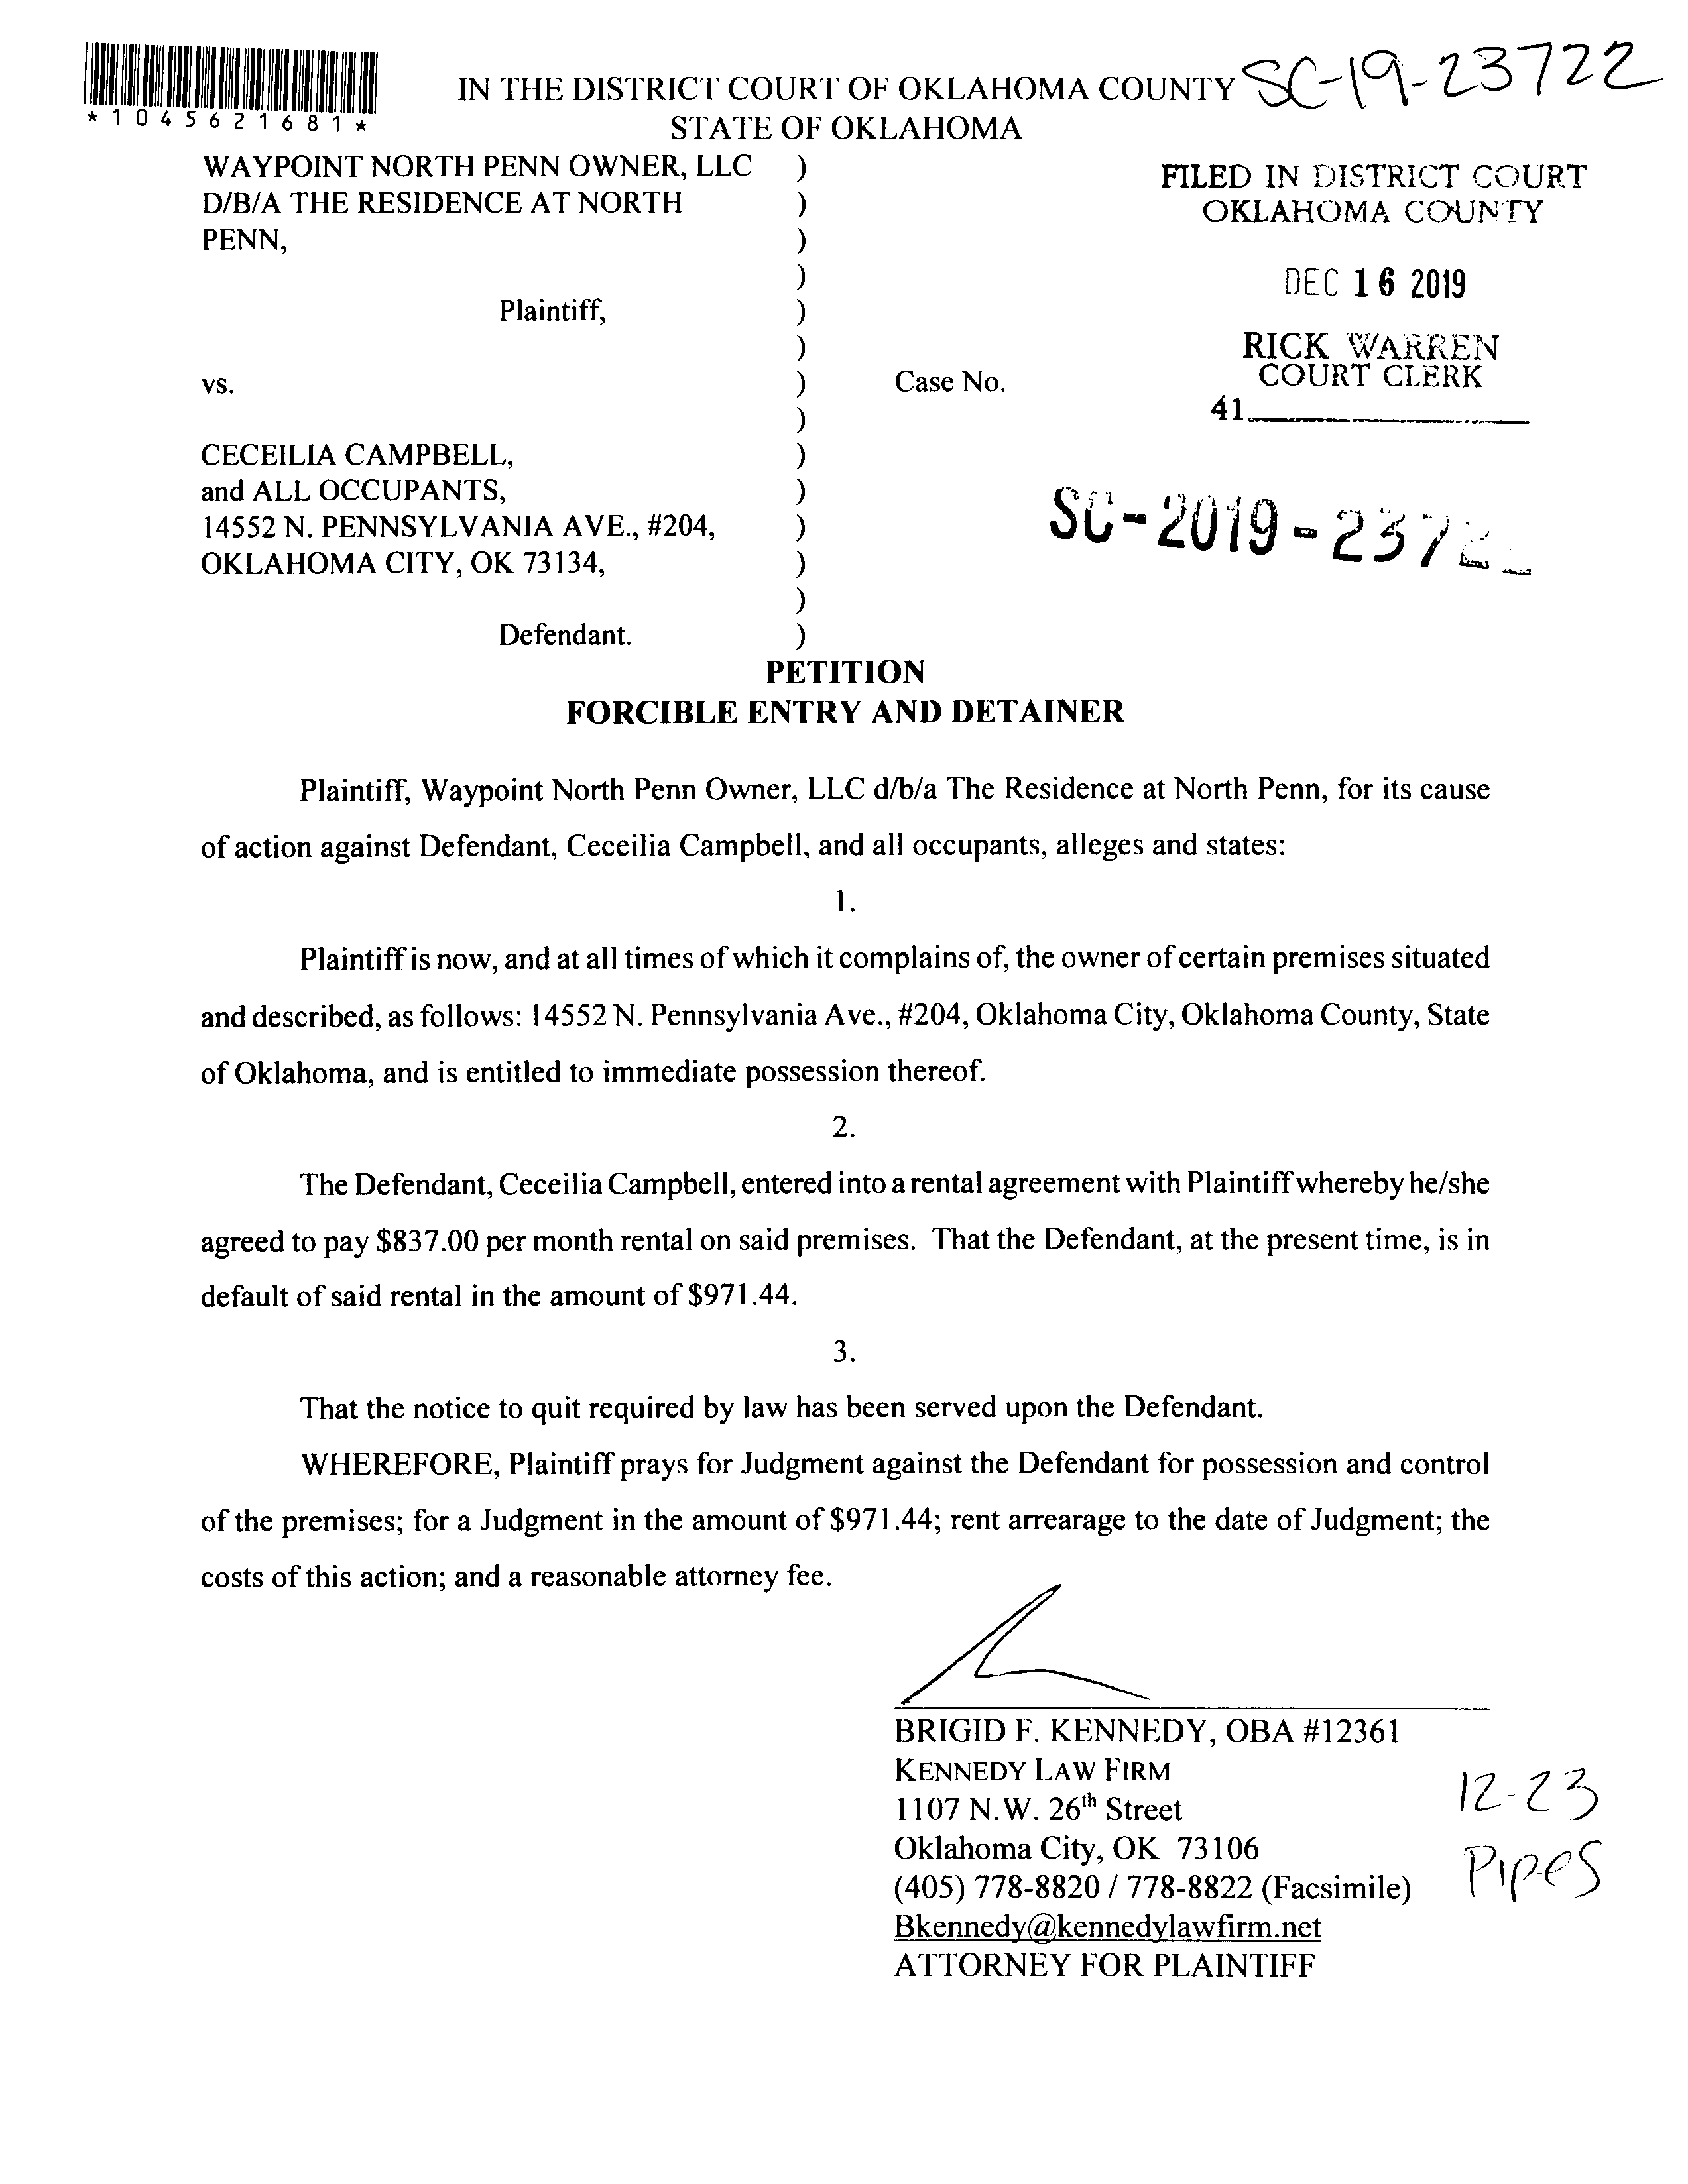 *1045621681*
IN THE DISTRICT COURT OF OKLAHOMA COUNTY SC-19-23722
STATE OF OKLAHOMA
WAYPOINT NORTH PENN OWNER, LLC )
D/B/A THE RESIDENCE AT NORTH )
PENN, )
)
Plaintiff, )
)
vs. ) Case No.
)
CECEILIA CAMPBELL, )
and ALL OCCUPANTS, )
14552 N. PENNSYLVANIA AVE., #204, )
OKLAHOMA CITY, OK 73134, )
)
Defendant. )
FILED IN DISTRICT COURT
OKLAHOMA COUNTY
DEC 16 2019
RICK WARREN
COURT CLERK
41
SC-2019-2372
PETITION
FORCIBLE ENTRY AND DETAINER
Plaintiff, Waypoint North Penn Owner, LLC d/b/a The Residence at North Penn, for its cause
of action against Defendant, Ceceilia Campbell, and all occupants, alleges and states:
1.
Plaintiff is now, and at all times of which it complains of, the owner of certain premises situated
and described, as follows: 14552 N. Pennsylvania Ave., #204, Oklahoma City, Oklahoma County, State
of Oklahoma, and is entitled to immediate possession thereof.
2.
The Defendant, Ceceilia Campbell, entered into a rental agreement with Plaintiff whereby he/she
agreed to pay $837.00 per month rental on said premises. That the Defendant, at the present time, is in
default of said rental in the amount of $971.44.
3.
That the notice to quit required by law has been served upon the Defendant.
WHEREFORE, Plaintiff prays for Judgment against the Defendant for possession and control
of the premises; for a Judgment in the amount of $971.44; rent arrearage to the date of Judgment; the
costs of this action; and a reasonable attorney fee.
BRIGID F. KENNEDY, OBA #12361
KENNEDY LAW FIRM
1107 N.W. 26th Street
Oklahoma City, OK 73106
(405) 778-8820 / 778-8822 (Facsimile)
Bkennedy@kennedylawfirm.net
ATTORNEY FOR PLAINTIFF
12-23
Pipes